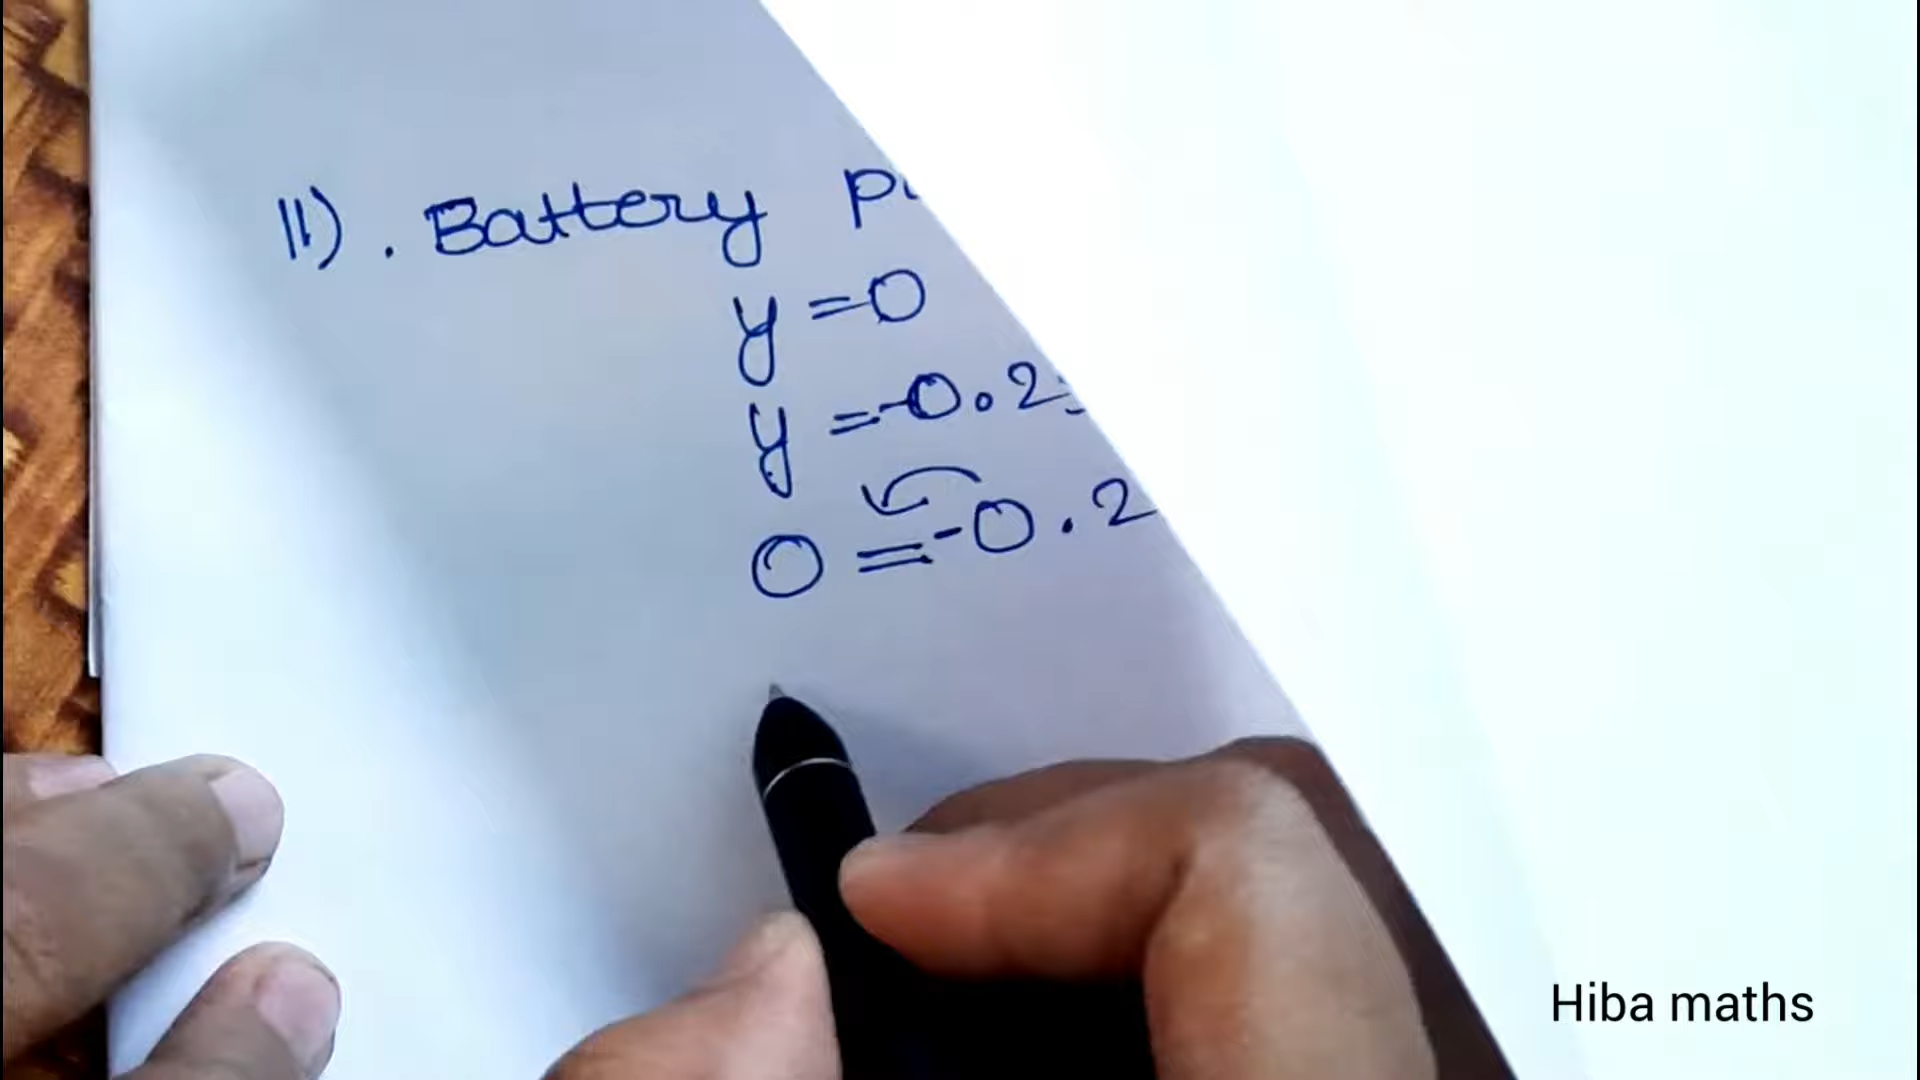 11). Battery
y = 0
y = -0.2
0 = -0.2
Hiba maths